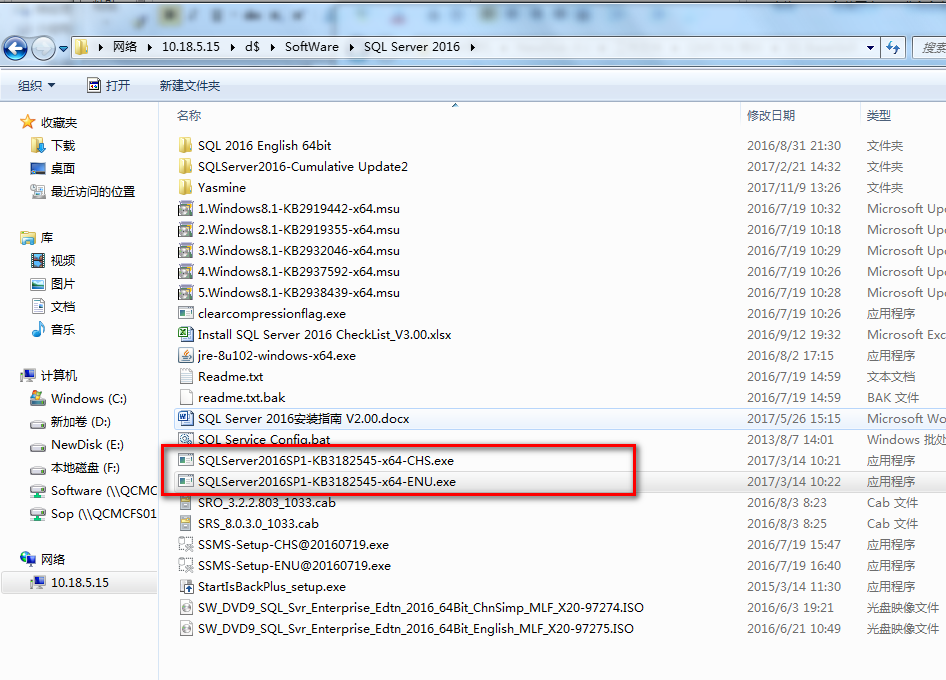 网络 10.18.5.15 d$ SoftWare SQL Server 2016
搜索
组织 打开 新建文件夹
名称 修改日期 类型
收藏夹
下载
桌面
最近访问的位置
库
视频
图片
文档
音乐
计算机
Windows (C:)
新加卷 (D:)
NewDisk (E:)
本地磁盘 (F:)
Software (\\QCMC
Sop (\\QCMCFS01
网络
10.18.5.15
SQL 2016 English 64bit 2016/8/31 21:30 文件夹
SQLServer2016-Cumulative Update2 2017/2/21 14:32 文件夹
Yasmine 2017/11/9 13:26 文件夹
1.Windows8.1-KB2919442-x64.msu 2016/7/19 10:32 Microsoft Up
2.Windows8.1-KB2919355-x64.msu 2016/7/19 10:18 Microsoft Up
3.Windows8.1-KB2932046-x64.msu 2016/7/19 10:29 Microsoft Up
4.Windows8.1-KB2937592-x64.msu 2016/7/19 10:26 Microsoft Up
5.Windows8.1-KB2938439-x64.msu 2016/7/19 10:28 Microsoft Up
clearcompressionflag.exe 2016/7/19 10:26 应用程序
Install SQL Server 2016 CheckList_V3.00.xlsx 2016/9/12 19:32 Microsoft Exc
jre-8u102-windows-x64.exe 2016/8/2 17:15 应用程序
Readme.txt 2016/7/19 14:59 文本文档
readme.txt.bak 2016/7/19 14:59 BAK 文件
SQL Server 2016安装指南 V2.00.docx 2017/5/26 15:15 Microsoft Wo
SQL Service Config.bat 2013/8/7 14:01 Windows 批处
SQLServer2016SP1-KB3182545-x64-CHS.exe 2017/3/14 10:21 应用程序
SQLServer2016SP1-KB3182545-x64-ENU.exe 2017/3/14 10:22 应用程序
SRO_3.2.2.803_1033.cab 2016/8/3 8:23 Cab 文件
SRS_8.0.3.0_1033.cab 2016/8/3 8:25 Cab 文件
SSMS-Setup-CHS@20160719.exe 2016/7/19 15:47 应用程序
SSMS-Setup-ENU@20160719.exe 2016/7/19 16:40 应用程序
StartIsBackPlus_setup.exe 2015/3/14 11:30 应用程序
SW_DVD9_SQL_Svr_Enterprise_Edtn_2016_64Bit_ChnSimp_MLF_X20-97274.ISO 2016/6/3 19:21 光盘映像文件
SW_DVD9_SQL_Svr_Enterprise_Edtn_2016_64Bit_English_MLF_X20-97275.ISO 2016/6/21 10:49 光盘映像文件